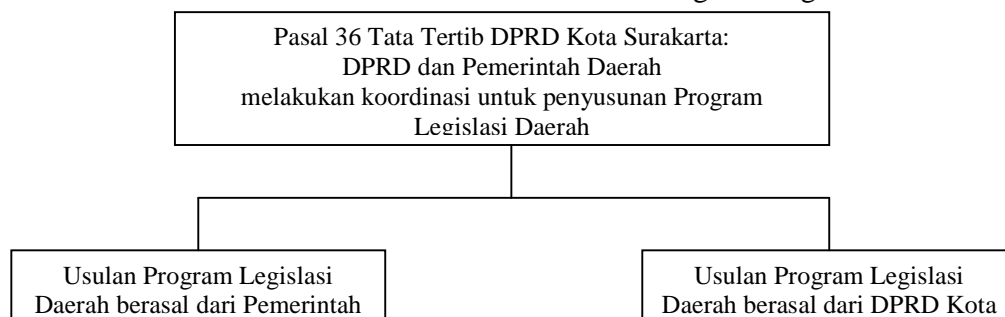 Pasal 36 Tata Tertib DPRD Kota Surakarta:
DPRD dan Pemerintah Daerah
melakukan koordinasi untuk penyusunan Program
Legislasi Daerah
Usulan Program Legislasi
Daerah berasal dari Pemerintah
Usulan Program Legislasi
Daerah berasal dari DPRD Kota